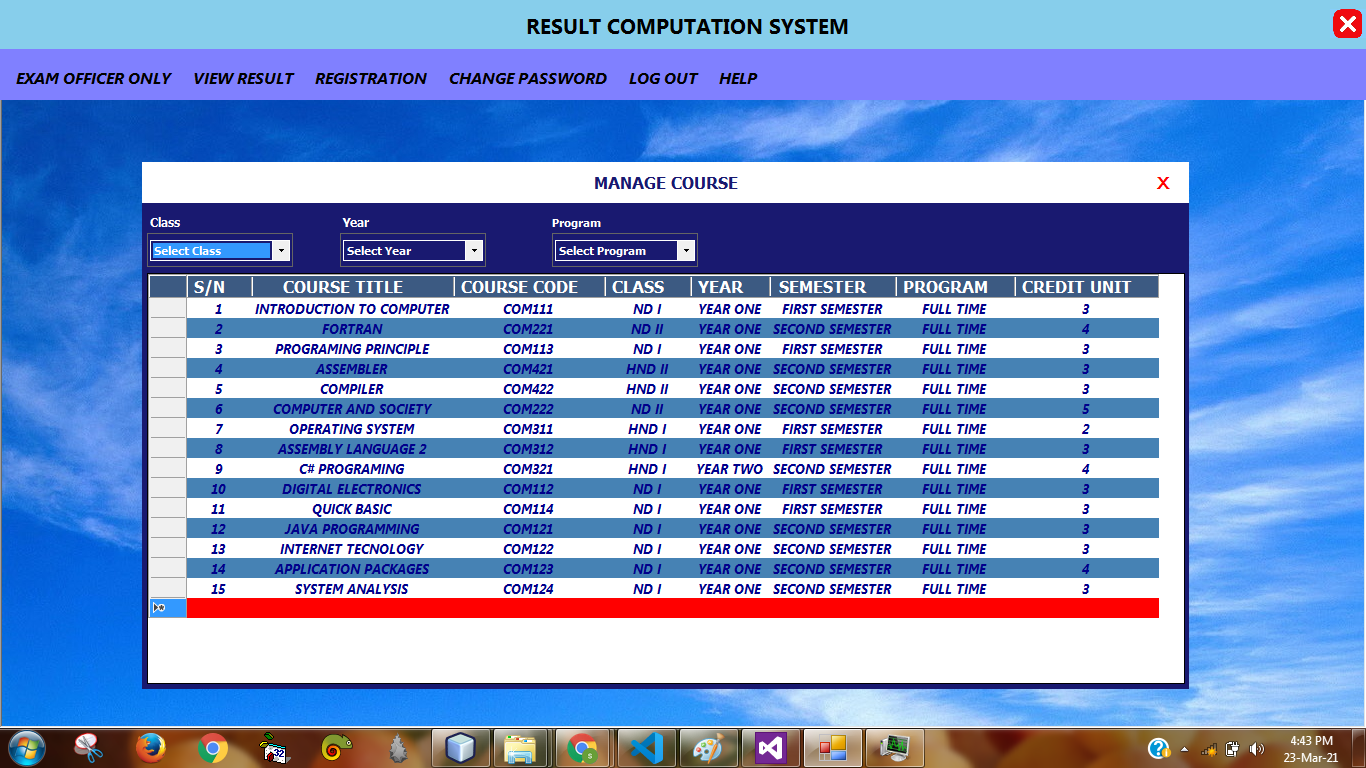 RESULT COMPUTATION SYSTEM
EXAM OFFICER ONLY VIEW RESULT REGISTRATION CHANGE PASSWORD LOG OUT HELP
MANAGE COURSE X
Class Year Program
Select Class Select Year Select Program
S/N COURSE TITLE COURSE CODE CLASS YEAR SEMESTER PROGRAM CREDIT UNIT
1 INTRODUCTION TO COMPUTER COM111 ND I YEAR ONE FIRST SEMESTER FULL TIME 3
2 FORTRAN COM221 ND II YEAR ONE SECOND SEMESTER FULL TIME 4
3 PROGRAMING PRINCIPLE COM113 ND I YEAR ONE FIRST SEMESTER FULL TIME 3
4 ASSEMBLER COM421 HND II YEAR ONE SECOND SEMESTER FULL TIME 3
5 COMPILER COM422 HND II YEAR ONE SECOND SEMESTER FULL TIME 3
6 COMPUTER AND SOCIETY COM222 ND II YEAR ONE SECOND SEMESTER FULL TIME 5
7 OPERATING SYSTEM COM311 HND I YEAR ONE FIRST SEMESTER FULL TIME 2
8 ASSEMBLY LANGUAGE 2 COM312 HND I YEAR ONE FIRST SEMESTER FULL TIME 3
9 C# PROGRAMING COM321 HND I YEAR TWO SECOND SEMESTER FULL TIME 4
10 DIGITAL ELECTRONICS COM112 ND I YEAR ONE FIRST SEMESTER FULL TIME 3
11 QUICK BASIC COM114 ND I YEAR ONE FIRST SEMESTER FULL TIME 3
12 JAVA PROGRAMMING COM121 ND I YEAR ONE SECOND SEMESTER FULL TIME 3
13 INTERNET TECNOLOGY COM122 ND I YEAR ONE SECOND SEMESTER FULL TIME 3
14 APPLICATION PACKAGES COM123 ND I YEAR ONE SECOND SEMESTER FULL TIME 4
15 SYSTEM ANALYSIS COM124 ND I YEAR ONE SECOND SEMESTER FULL TIME 3
32
4:43 PM
23-Mar-21